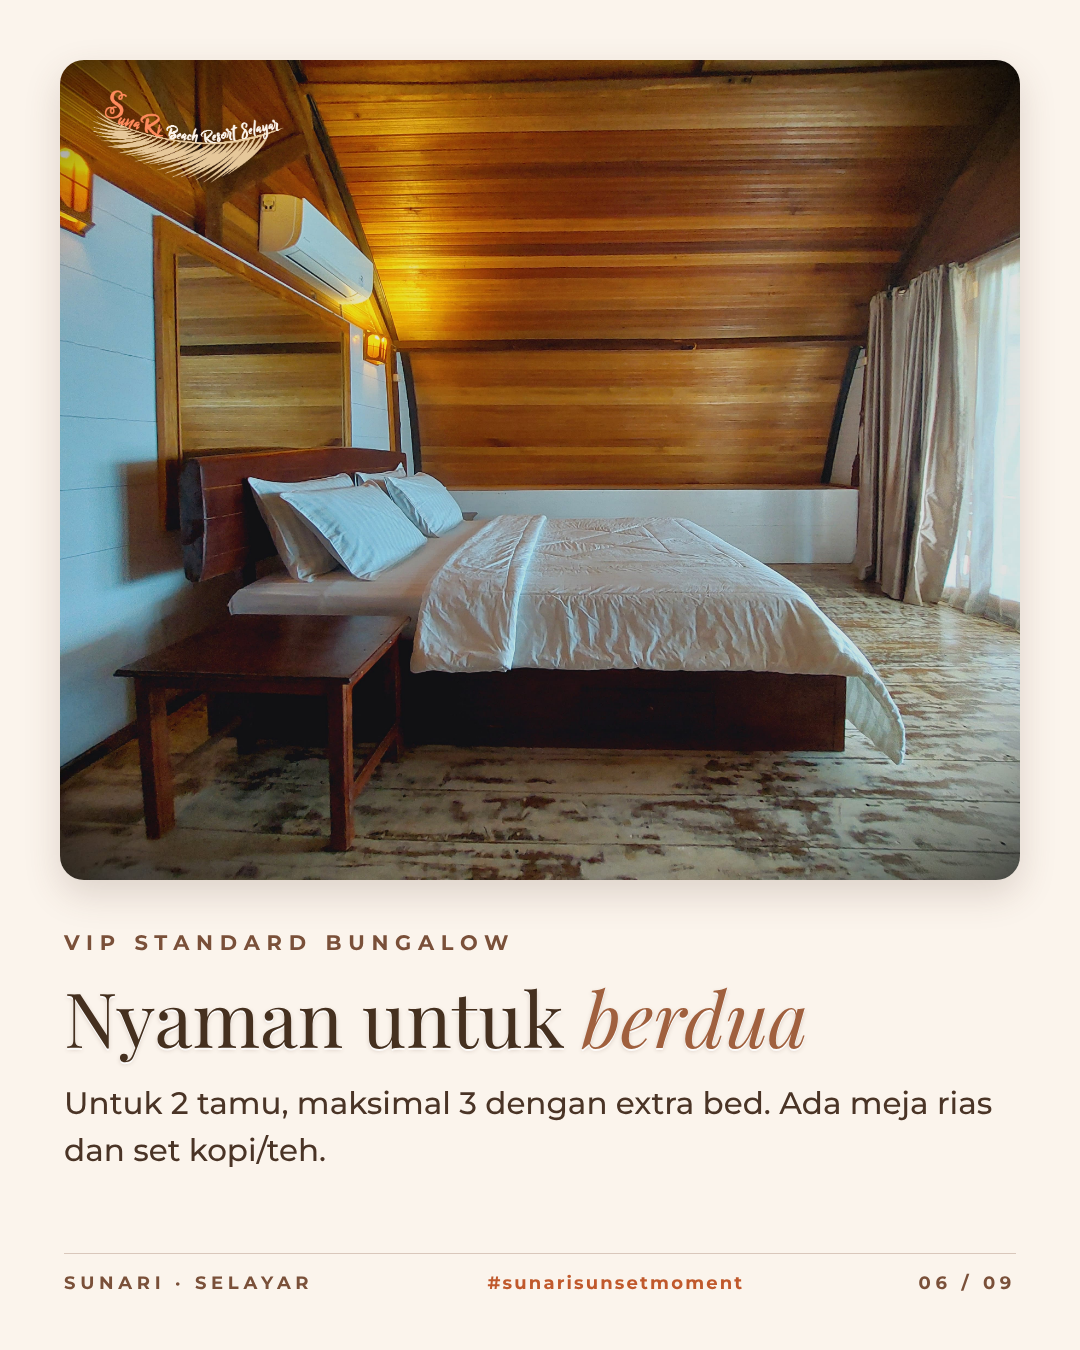 SunaRi Beach Resort Selayar
VIP STANDARD BUNGALOW
Nyaman untuk berdua
Untuk 2 tamu, maksimal 3 dengan extra bed. Ada meja rias
dan set kopi/teh.
SUNARI · SELAYAR
#sunarisunsetmoment
06 / 09